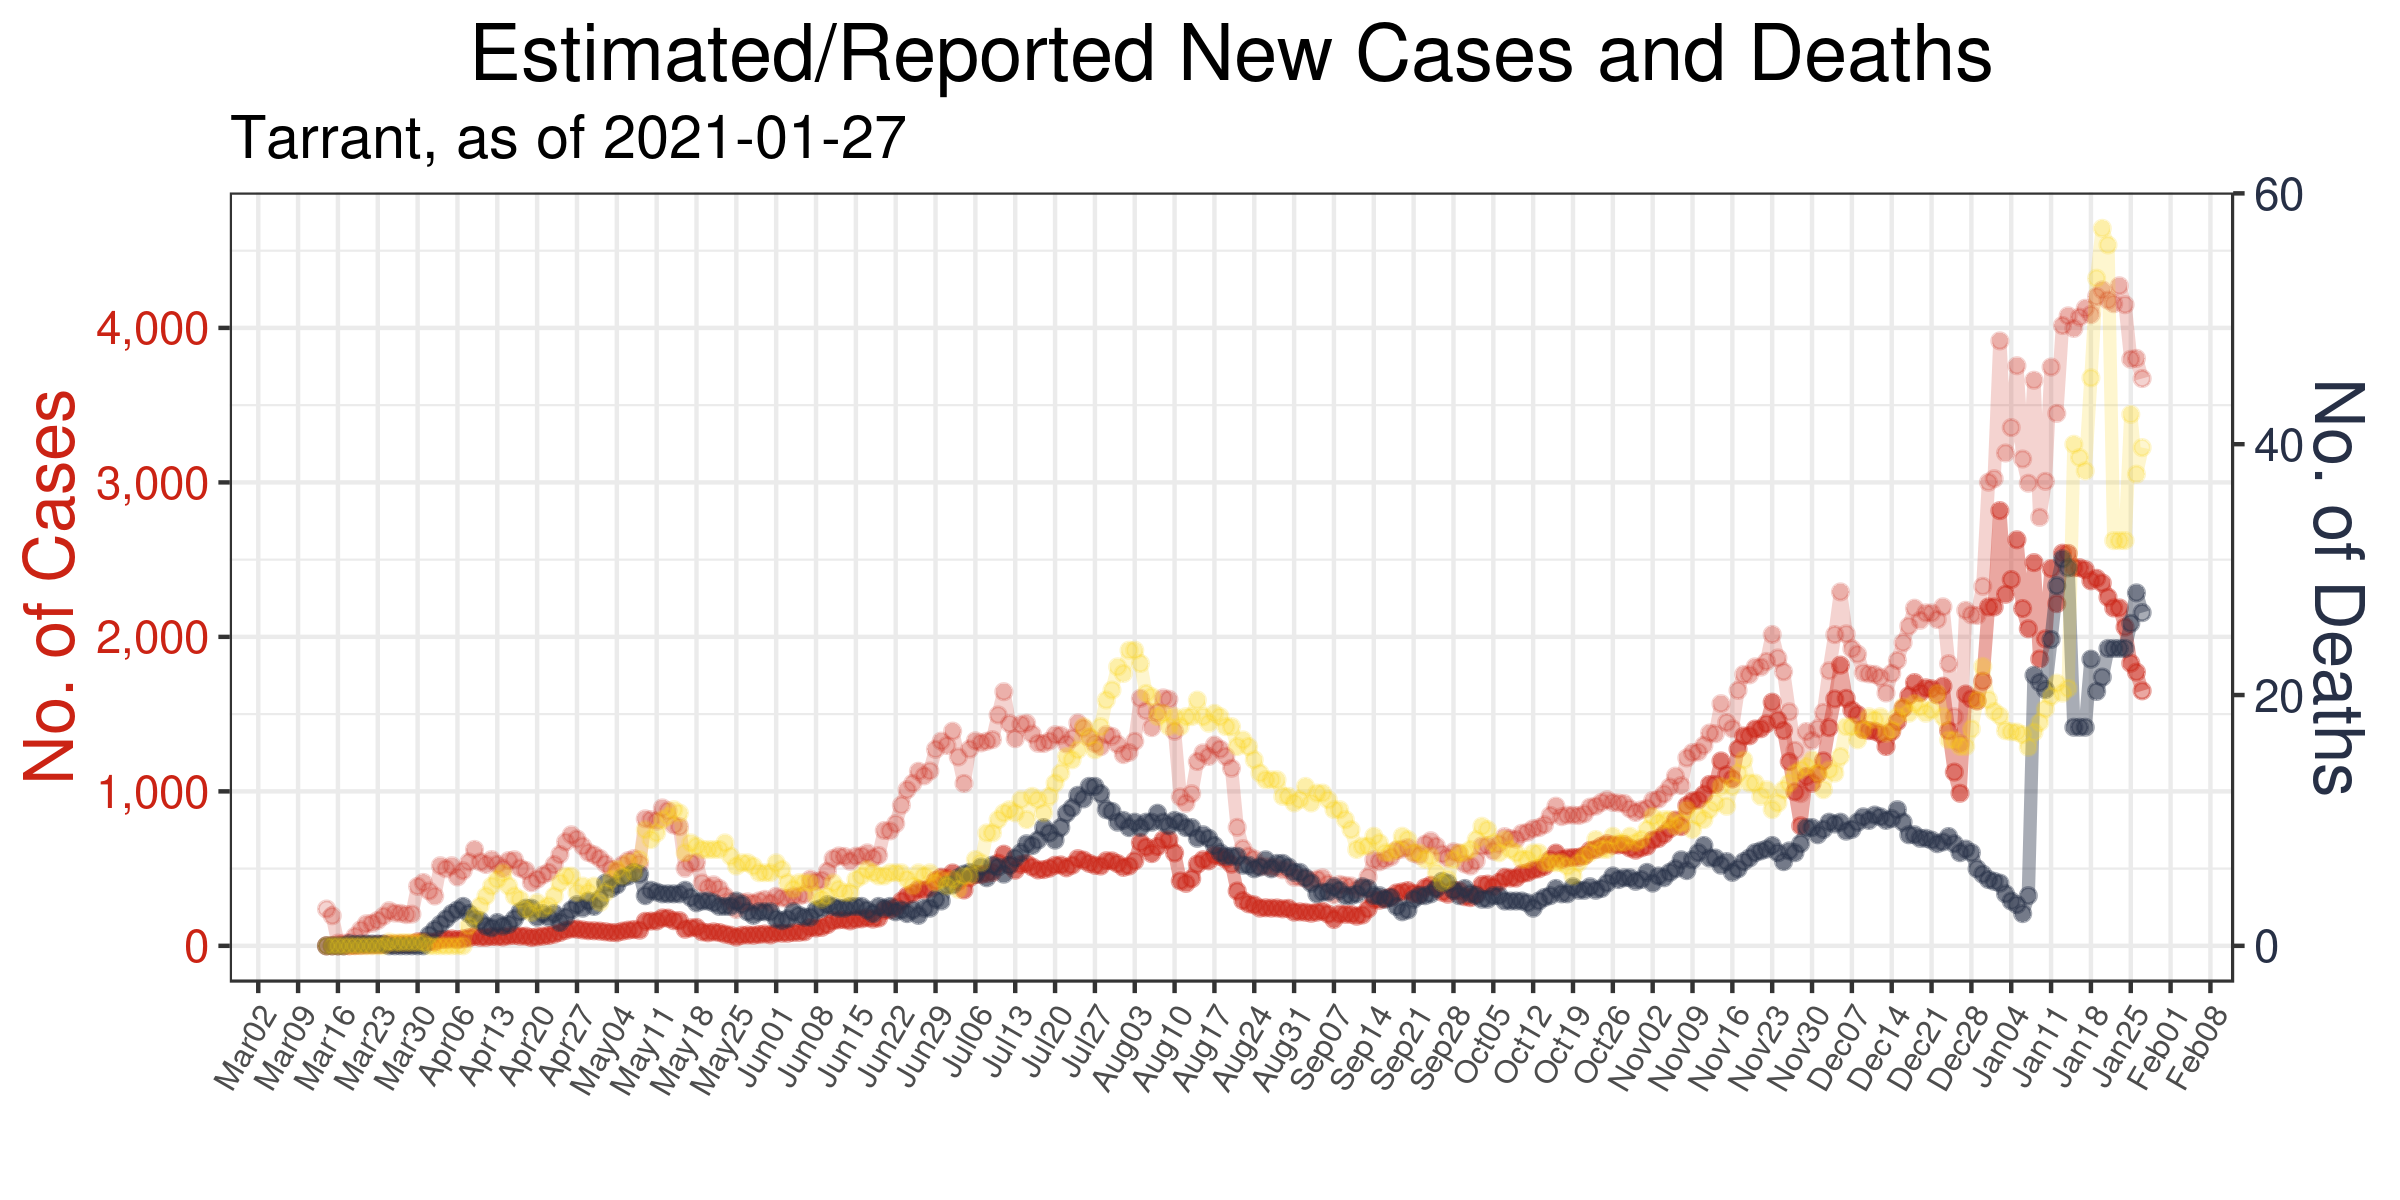 Estimated/Reported New Cases and Deaths
Tarrant, as of 2021-01-27
No. of Cases
4,000
3,000
2,000
1,000
0
60
40
20
0
No. of Deaths
Mar02
Mar09
Mar16
Mar23
Mar30
Apr06
Apr13
Apr20
Apr27
May04
May11
May18
May25
Jun01
Jun08
Jun15
Jun22
Jun29
Jul06
Jul13
Jul20
Jul27
Aug03
Aug10
Aug17
Aug24
Aug31
Sep07
Sep14
Sep21
Sep28
Oct05
Oct12
Oct19
Oct26
Nov02
Nov09
Nov16
Nov23
Nov30
Dec07
Dec14
Dec21
Dec28
Jan04
Jan11
Jan18
Jan25
Feb01
Feb08